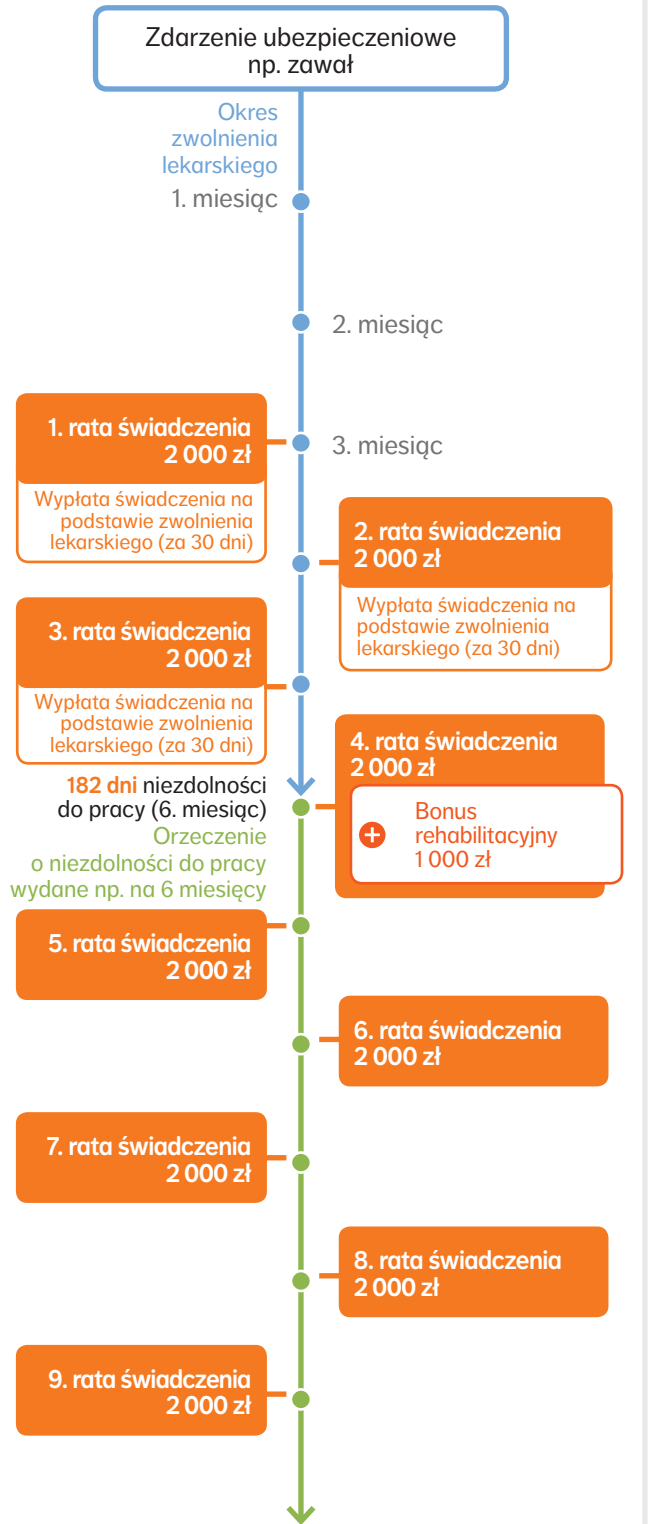 Zdarzenie ubezpieczeniowe
np. zawał
Okres
zwolnienia
lekarskiego
1. miesiąc
2. miesiąc
1. rata świadczenia
2 000 zł
Wypłata świadczenia na
podstawie zwolnienia
lekarskiego (za 30 dni)
3. miesiąc
2. rata świadczenia
2 000 zł
Wypłata świadczenia na
podstawie zwolnienia
lekarskiego (za 30 dni)
3. rata świadczenia
2 000 zł
Wypłata świadczenia na
podstawie zwolnienia
lekarskiego (za 30 dni)
4. rata świadczenia
2 000 zł
Bonus
rehabilitacyjny
1 000 zł
182 dni niezdolności
do pracy (6. miesiąc)
Orzeczenie
o niezdolności do pracy
wydane np. na 6 miesięcy
5. rata świadczenia
2 000 zł
6. rata świadczenia
2 000 zł
7. rata świadczenia
2 000 zł
8. rata świadczenia
2 000 zł
9. rata świadczenia
2 000 zł